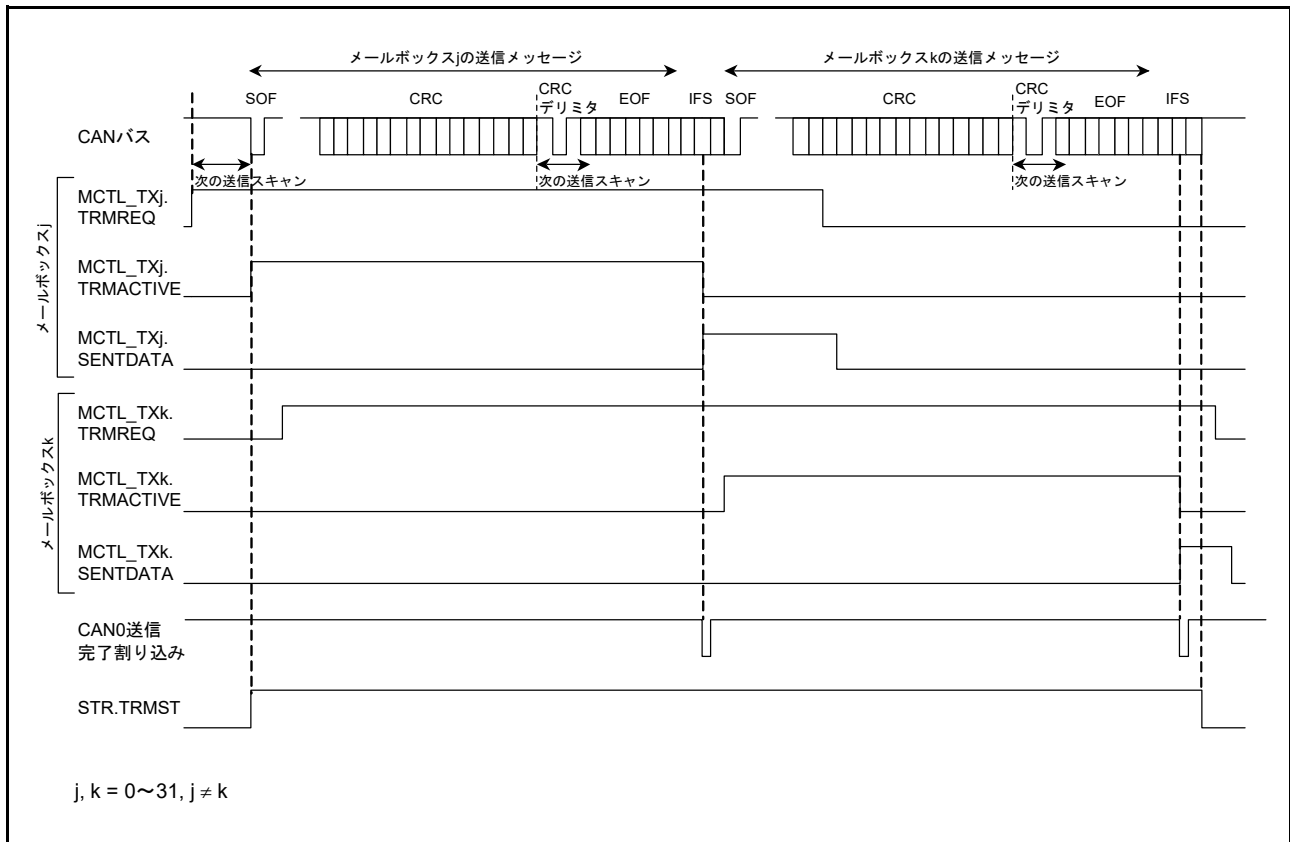 メールボックスjの送信メッセージ
メールボックスkの送信メッセージ
SOF
CRC
CRC
デリミタ
EOF
IFS
SOF
CRC
CRC
デリミタ
EOF
IFS
CANバス
次の送信スキャン
次の送信スキャン
次の送信スキャン
メールボックスj
MCTL_TXj.
TRMREQ
MCTL_TXj.
TRMACTIVE
MCTL_TXj.
SENTDATA
メールボックスk
MCTL_TXk.
TRMREQ
MCTL_TXk.
TRMACTIVE
MCTL_TXk.
SENTDATA
CAN0送信
完了割り込み
STR.TRMST
j, k = 0～31, j ≠ k